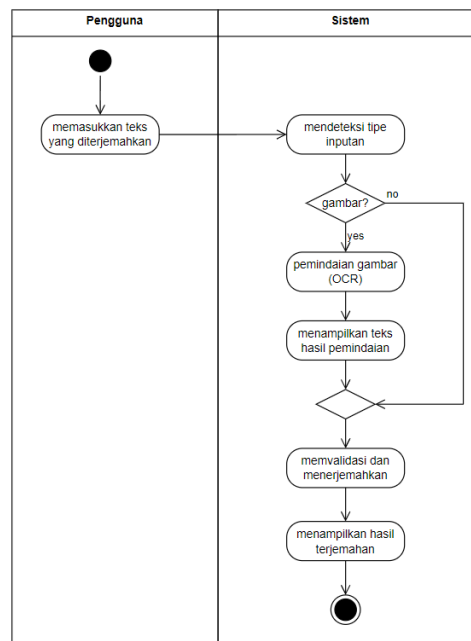 Pengguna
Sistem
memasukkan teks
yang diterjemahkan
mendeteksi tipe
inputan
gambar?
no
yes
pemindaian gambar
(OCR)
menampilkan teks
hasil pemindaian
memvalidasi dan
menerjemahkan
menampilkan hasil
terjemahan